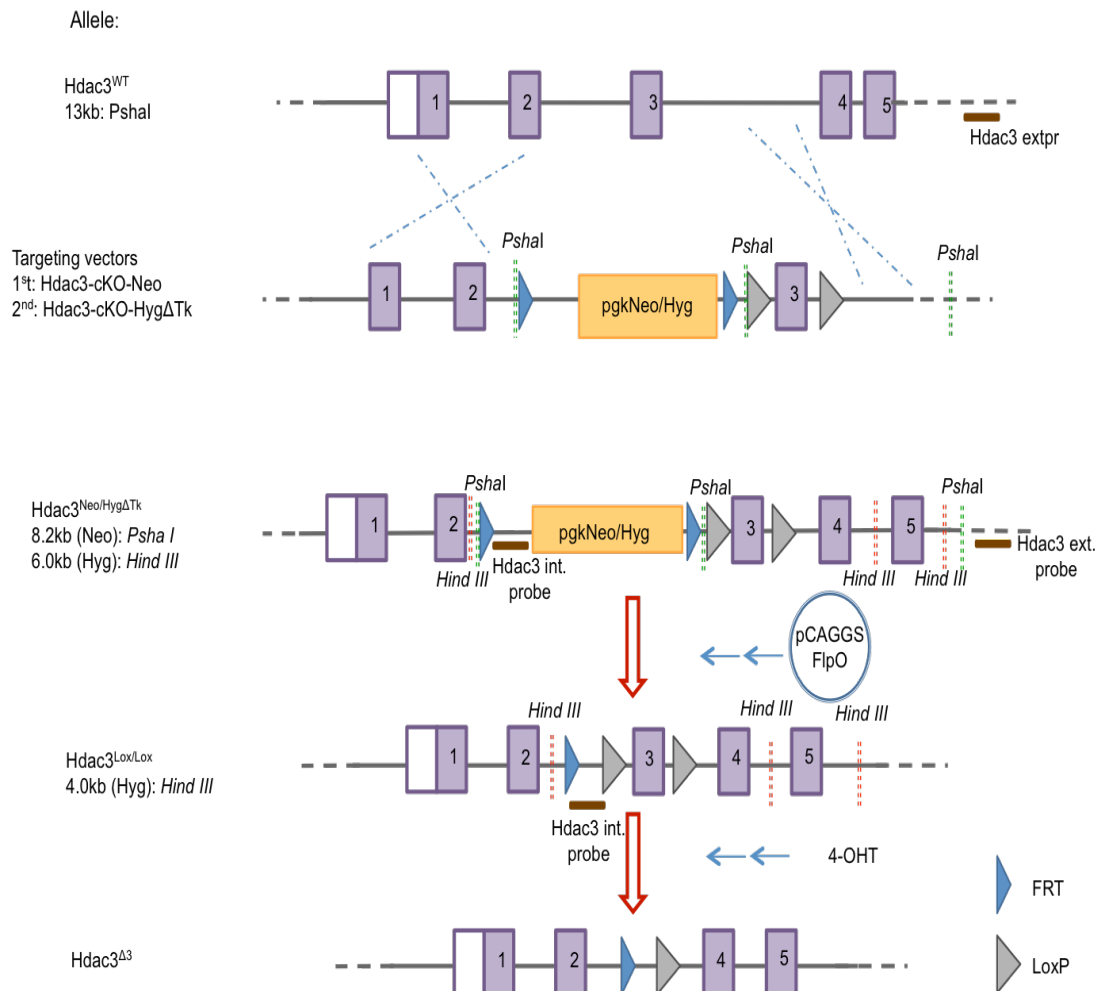 Allele:
Hdac3WT
13kb: PshaI
1
2
3
4
5
Hdac3 extpr
Targeting vectors
1st: Hdac3-cKO-Neo
2nd: Hdac3-cKO-HygΔTk
PshaI
PshaI
PshaI
1
2
pgkNeo/Hyg
3
Hdac3Neo/HygΔTk
8.2kb (Neo): Psha I
6.0kb (Hyg): Hind III
PshaI
PshaI
PshaI
1
2
pgkNeo/Hyg
3
4
5
Hind III
Hdac3 int.
probe
Hind III
Hind III
Hdac3 ext.
probe
pCAGGS
FlpO
Hind III
Hind III
Hind III
Hdac3Lox/Lox
4.0kb (Hyg): Hind III
1
2
3
4
5
Hdac3 int.
probe
4-OHT
FRT
LoxP
Hdac3Δ3
1
2
4
5